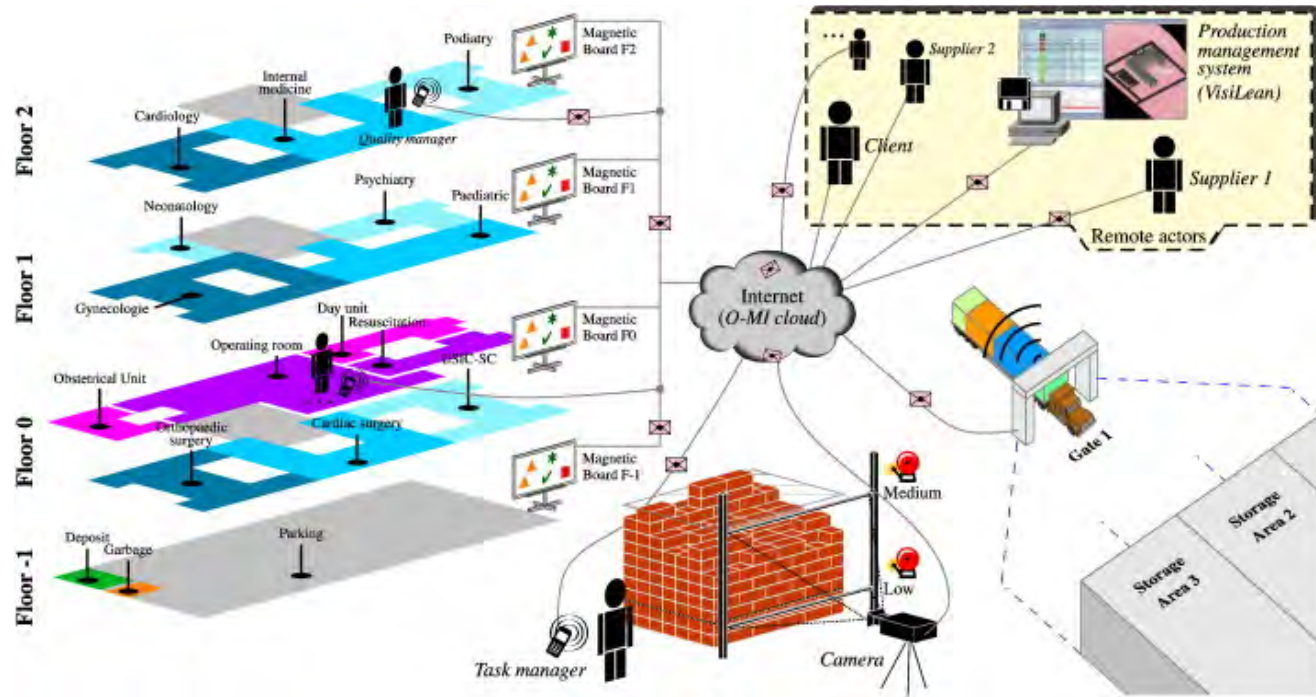 Floor 2
Cardiology
Internal
medicine
Podiatry
Quality manager
Magnetic
Board F2
Floor 1
Neonatology
Psychiatry
Paediatric
Gynecologie
Magnetic
Board F1
Floor 0
Obstetrical Unit
Operating room
Day unit
Resuscitation
USIC-SC
Orthopaedic
surgery
Cardiac surgery
Magnetic
Board F0
Floor -1
Deposit
Garbage
Parking
Magnetic
Board F-1
Internet
(O-MI cloud)
...
Supplier 2
Client
Production
management
system
(VisiLean)
Supplier 1
Remote actors
Gate 1
Storage
Area 2
Storage
Area 3
Medium
Low
Task manager
Camera